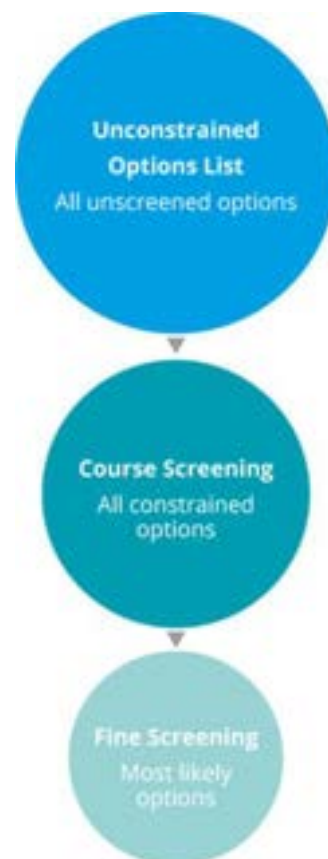 Unconstrained
Options List
All unscreened options
Course Screening
All constrained
options
Fine Screening
Most likely
options